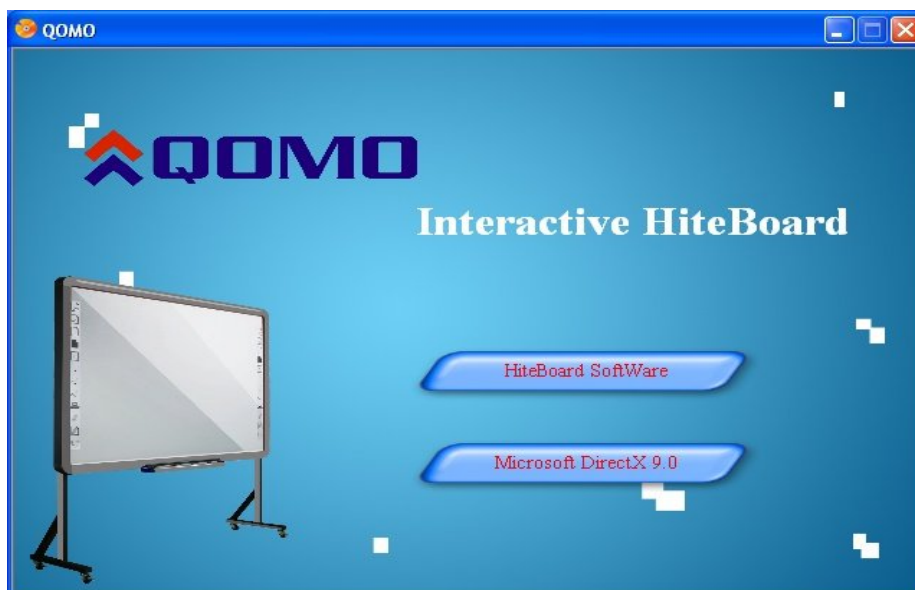 QOMO
QOMO
Interactive HiteBoard
HiteBoard SoftWare
Microsoft DirectX 9.0